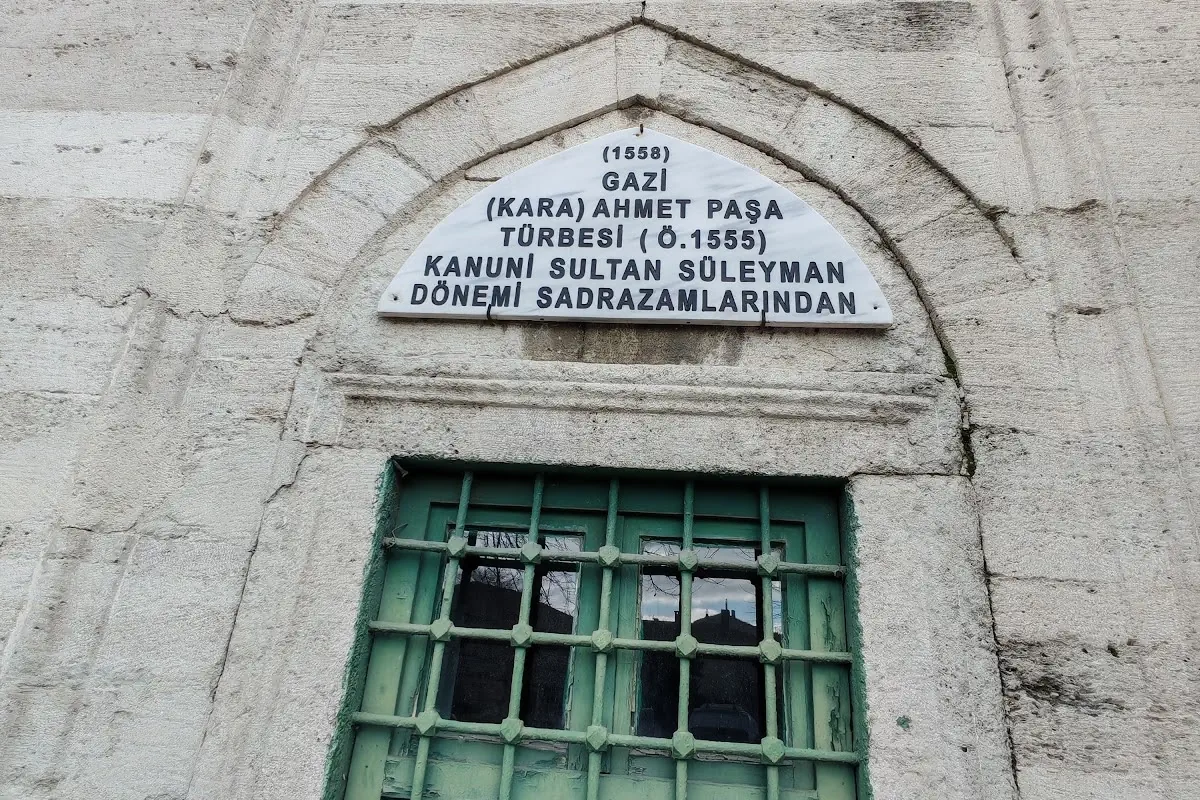 (1558)
GAZİ
(KARA) AHMET PAŞA
TÜRBESİ ( Ö.1555)
KANUNİ SULTAN SÜLEYMAN
DÖNEMİ SADRAZAMLARINDAN